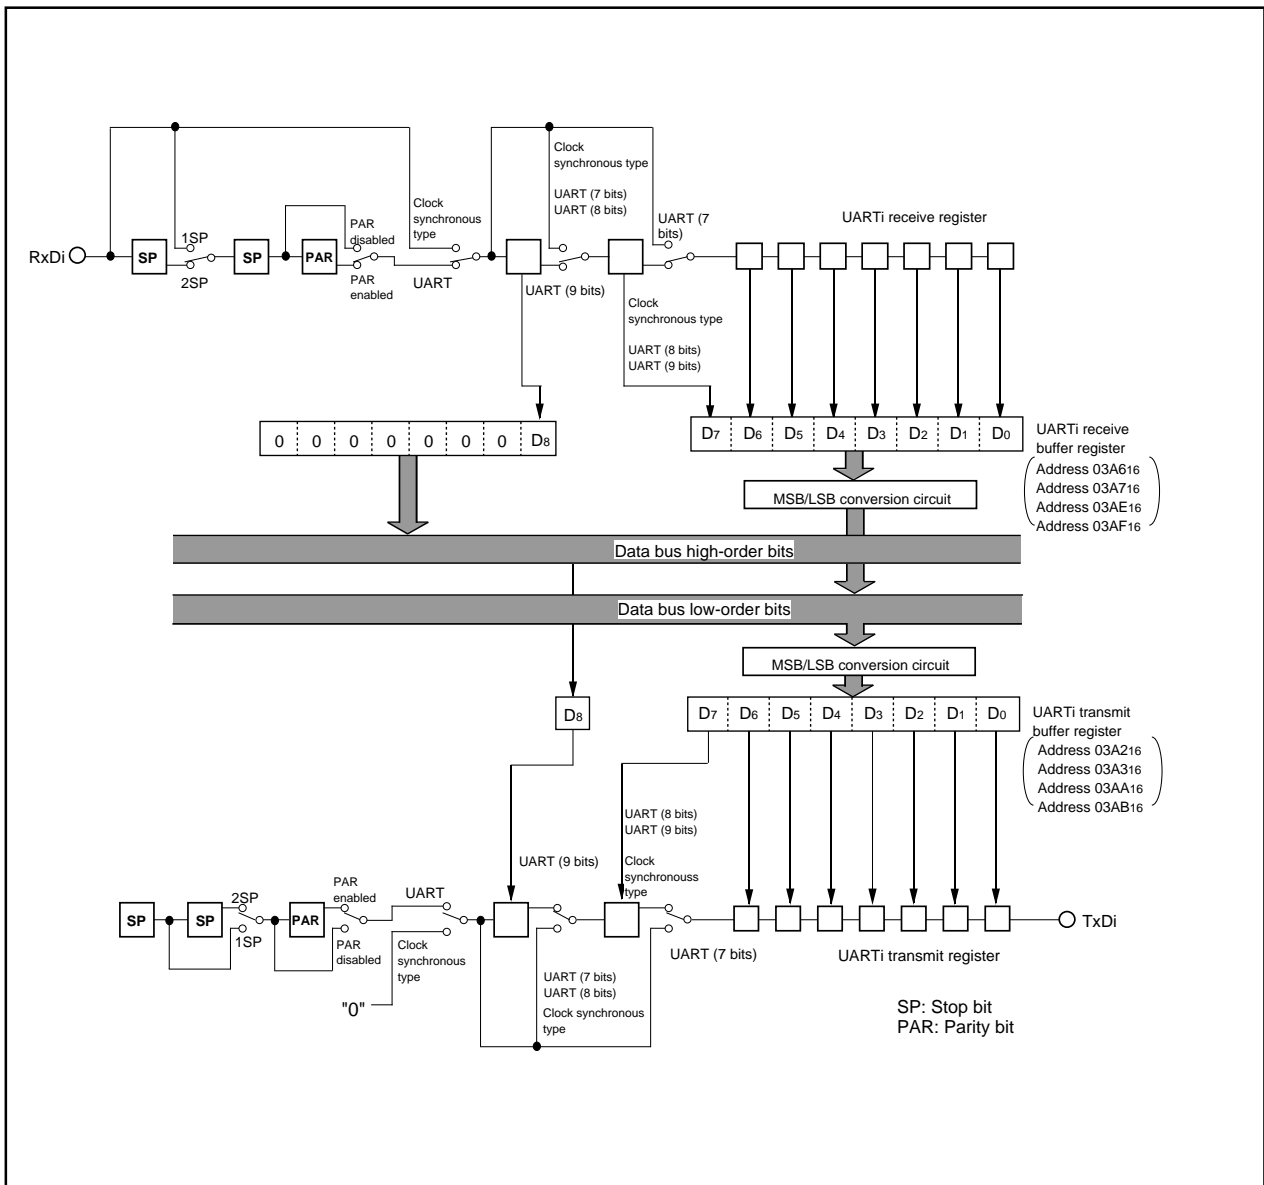 Clock
synchronous type
UART (7 bits)
UART (8 bits)
Clock
synchronous
type
UART (7
bits)
UARTi receive register
PAR
disabled
1SP
RxDi
SP
SP
PAR
2SP
PAR
enabled
UART
UART (9 bits)
Clock
synchronous type
UART (8 bits)
UART (9 bits)
0 0 0 0 0 0 0 D8
D7 D6 D5 D4 D3 D2 D1 D0
UARTi receive
buffer register
Address 03A616
Address 03A716
Address 03AE16
Address 03AF16
MSB/LSB conversion circuit
Data bus high-order bits
Data bus low-order bits
MSB/LSB conversion circuit
D8
D7 D6 D5 D4 D3 D2 D1 D0
UARTi transmit
buffer register
Address 03A216
Address 03A316
Address 03AA16
Address 03AB16
UART (8 bits)
UART (9 bits)
UART (9 bits)
Clock
synchronouss
type
PAR
enabled
UART
2SP
SP
SP
PAR
TxDi
1SP
PAR
disabled
Clock
synchronous
type
UART (7 bits)
UARTi transmit register
UART (7 bits)
UART (8 bits)
Clock synchronous
type
"0"
SP: Stop bit
PAR: Parity bit